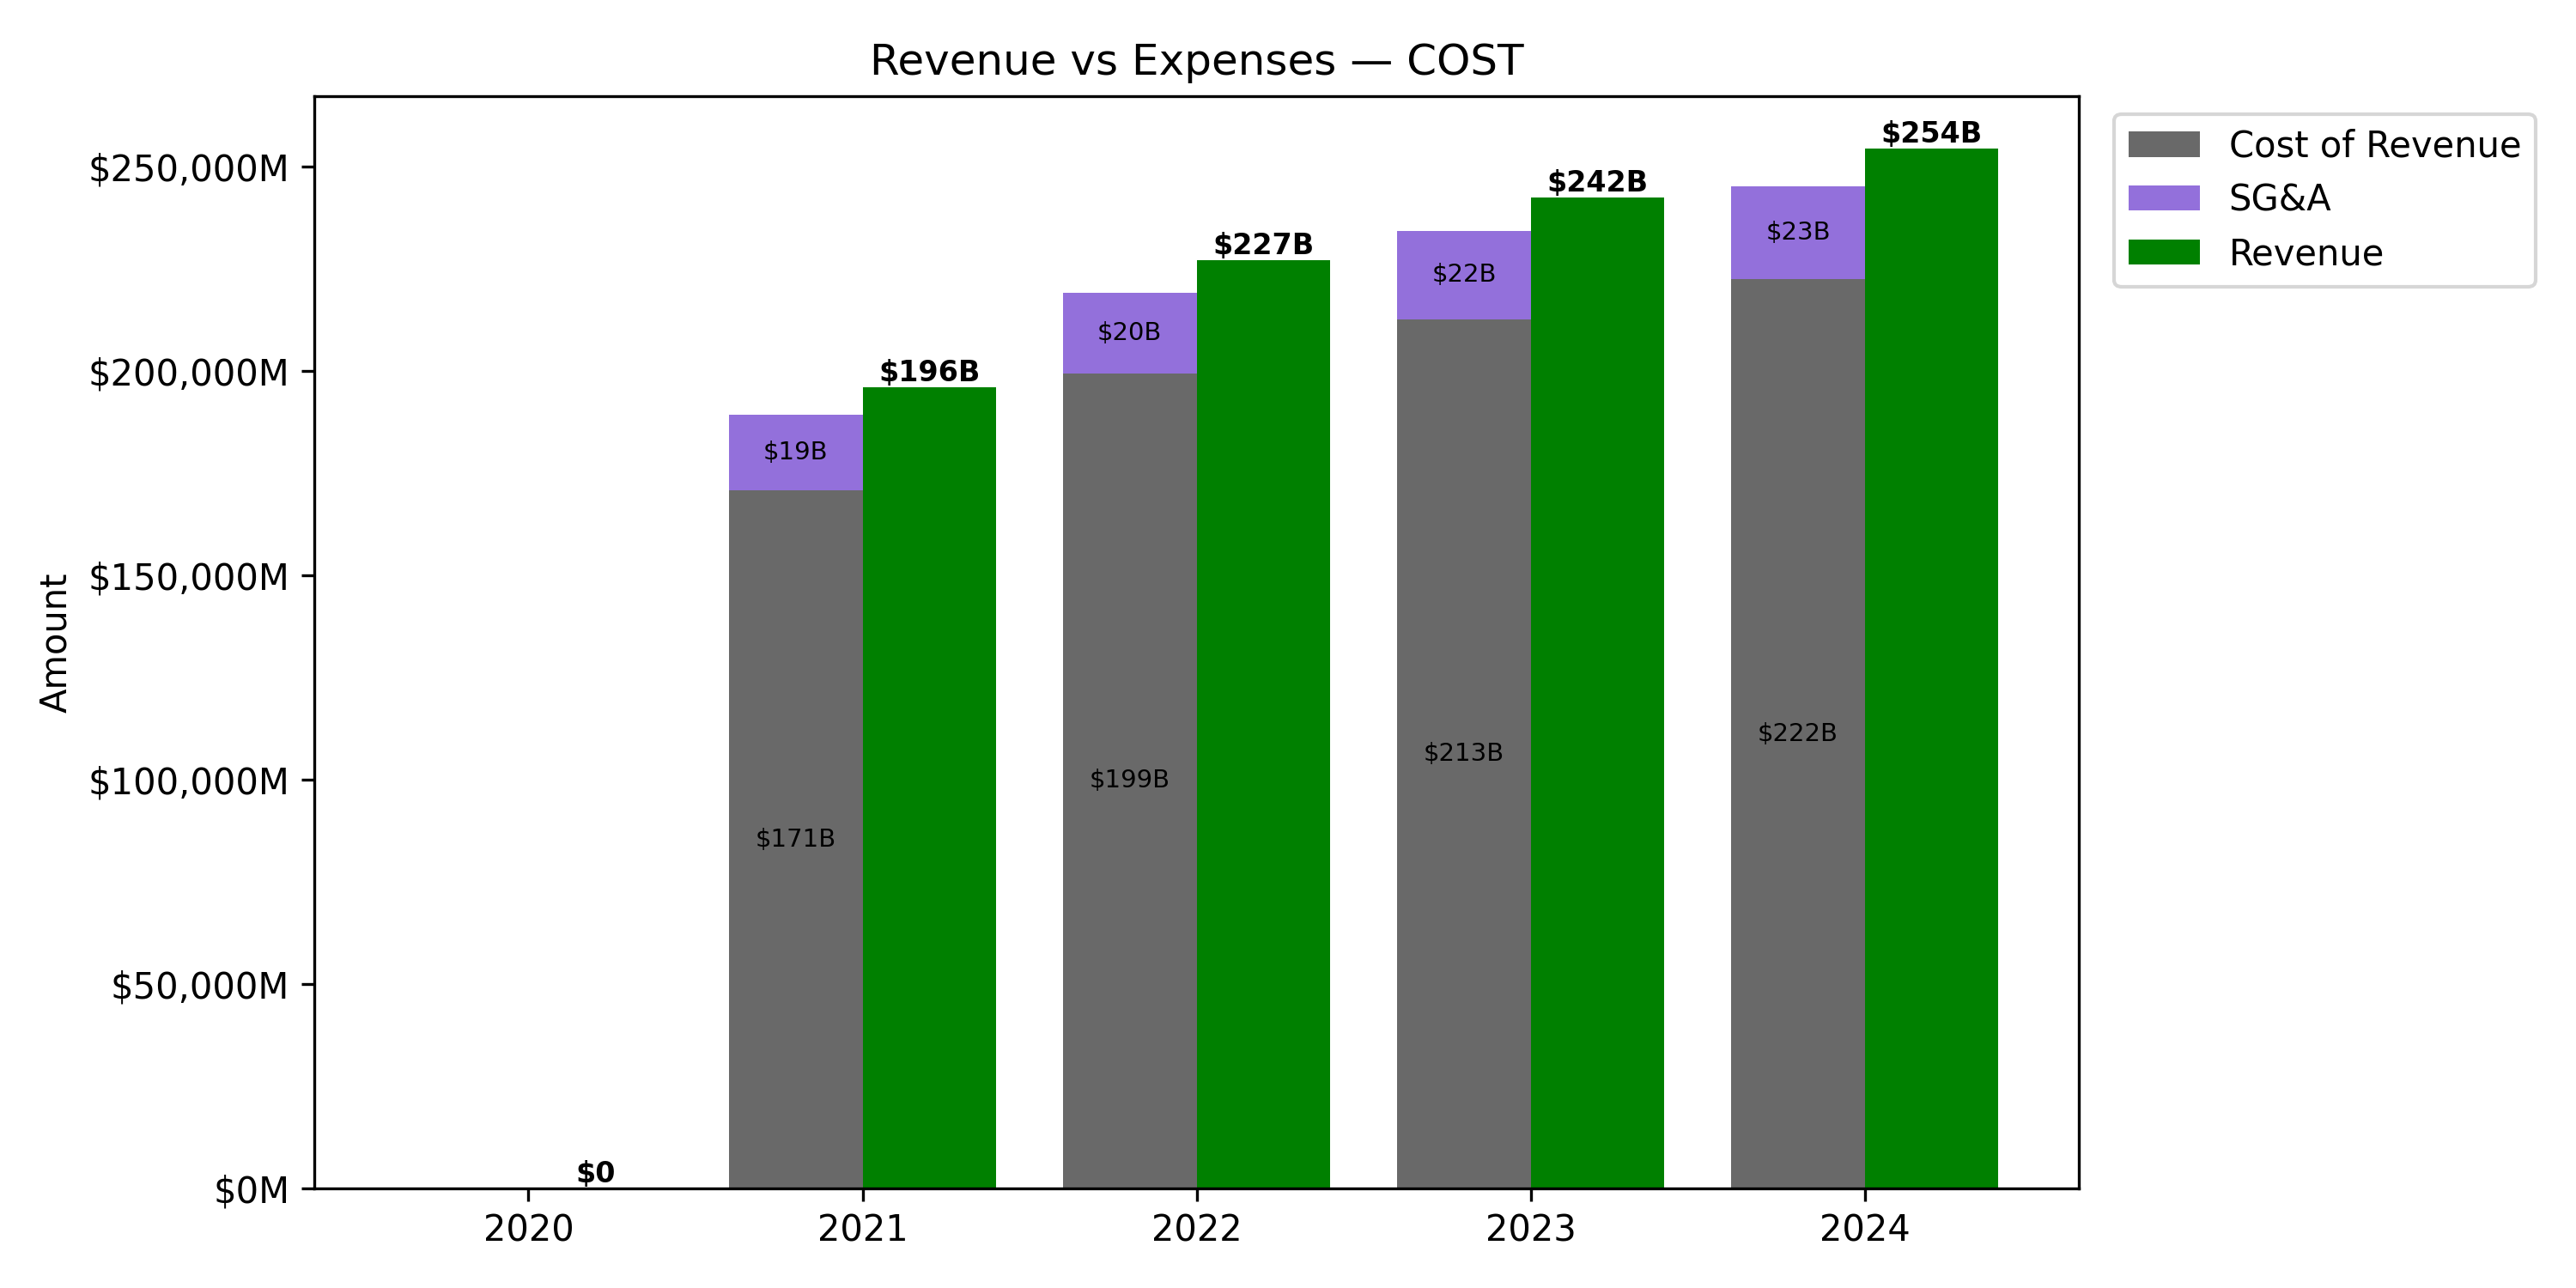 Revenue vs Expenses — COST
Cost of Revenue
SG&A
Revenue
Amount
$250,000M
$200,000M
$150,000M
$100,000M
$50,000M
$0M
$0
$19B
$171B
$196B
$20B
$199B
$227B
$22B
$213B
$242B
$23B
$222B
$254B
2020
2021
2022
2023
2024